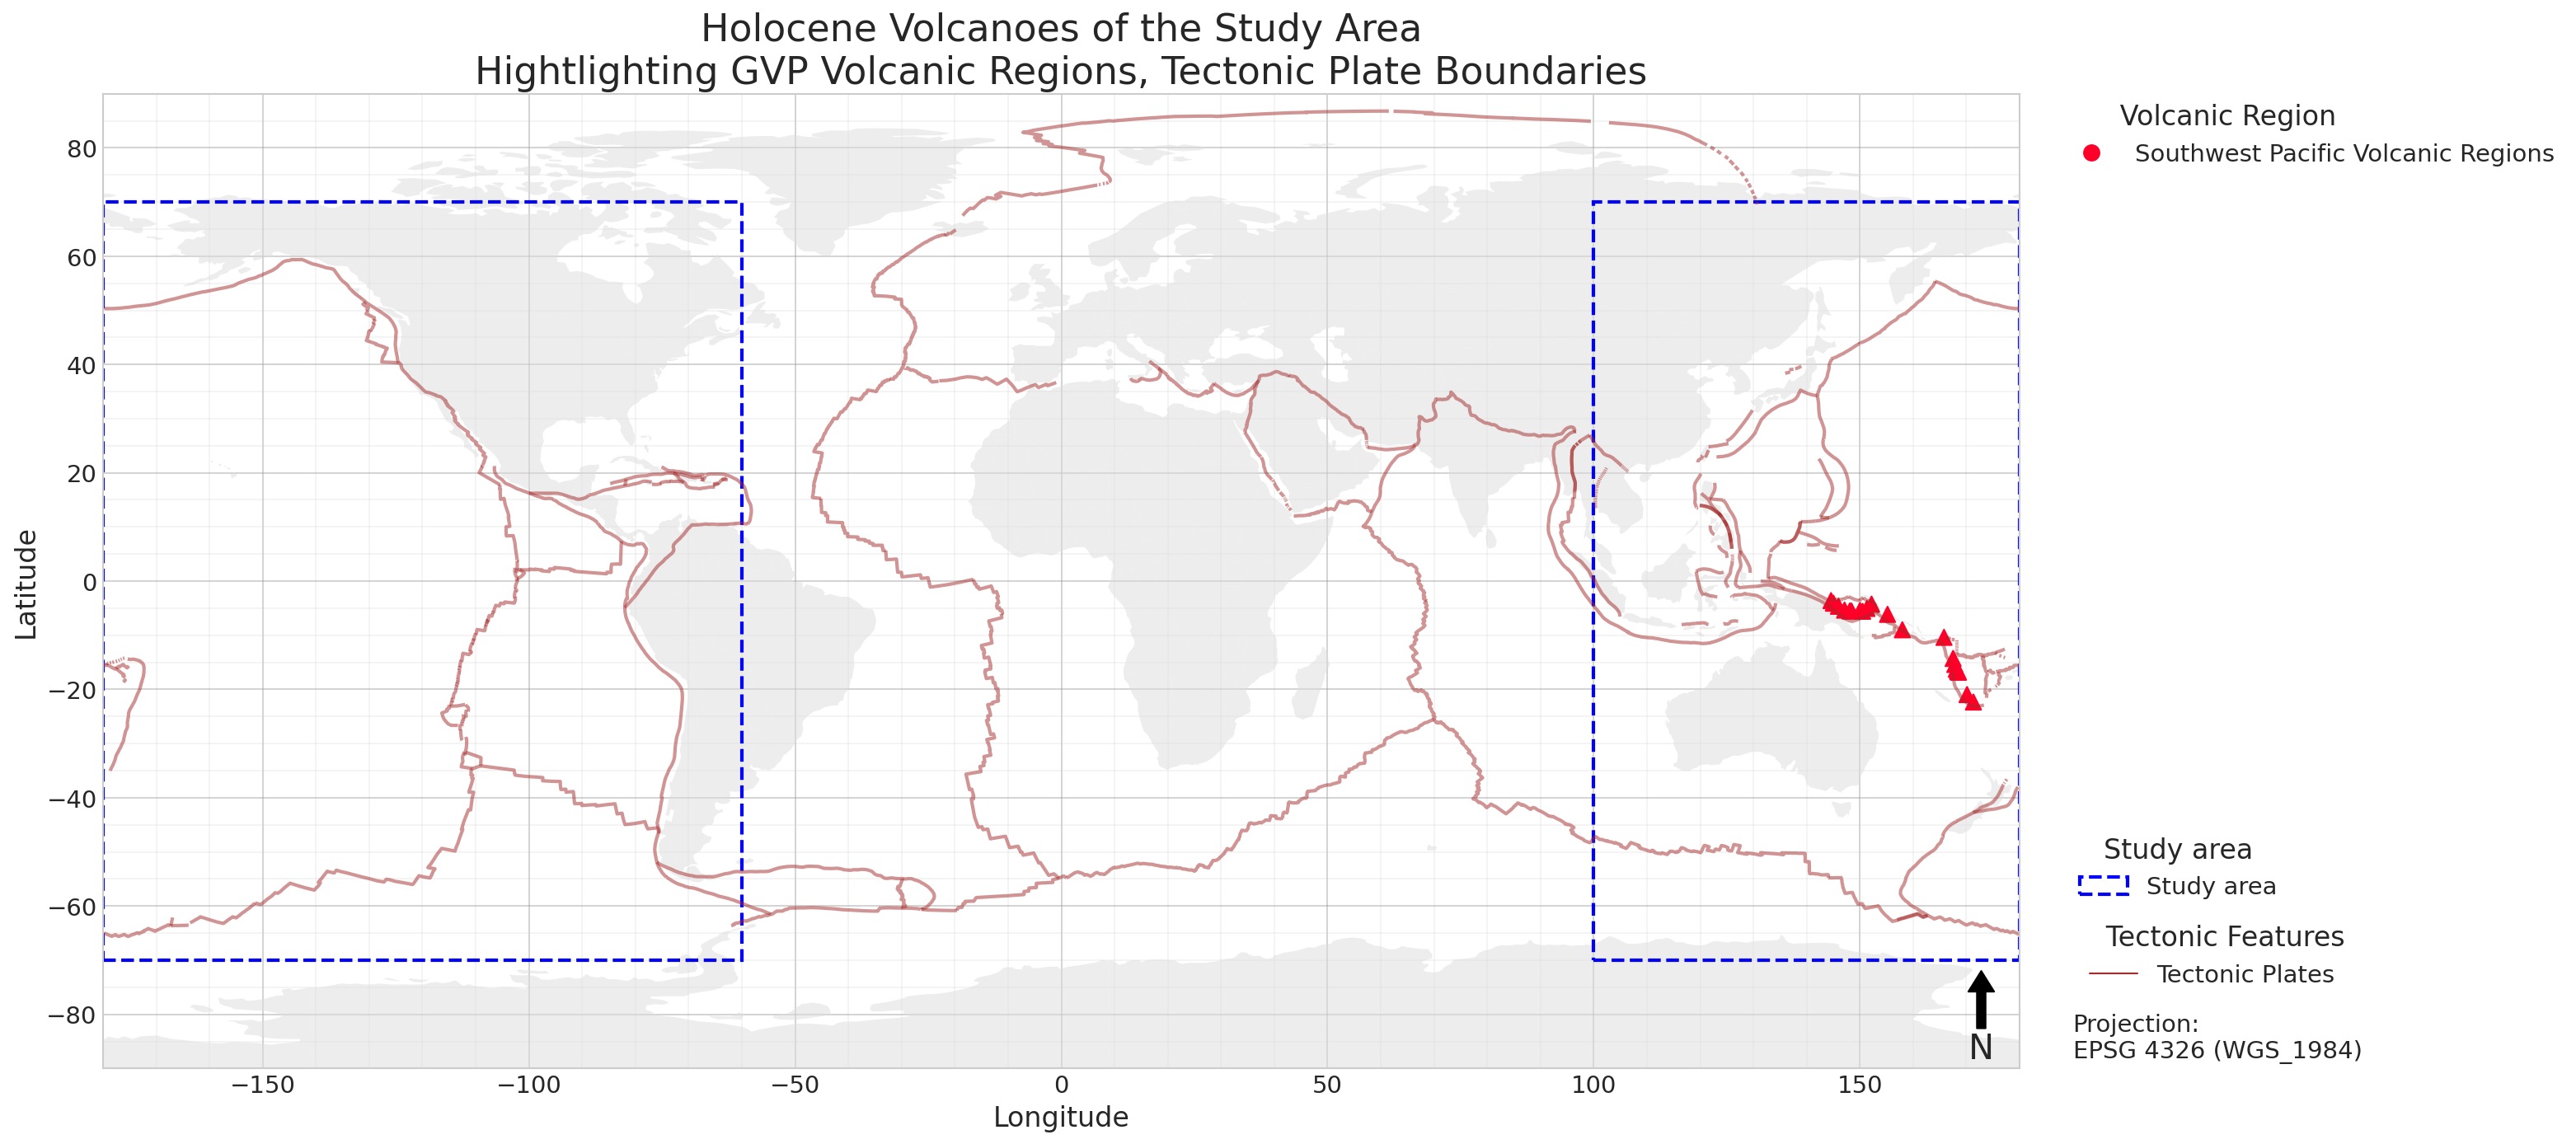 Holocene Volcanoes of the Study Area
Hightlighting GVP Volcanic Regions, Tectonic Plate Boundaries
Volcanic Region
Southwest Pacific Volcanic Regions
80
60
40
20
0
−20
−40
−60
−80
Latitude
−150
−100
−50
0
50
100
150
Longitude
N
Study area
Study area
Tectonic Features
Tectonic Plates
Projection:
EPSG 4326 (WGS_1984)